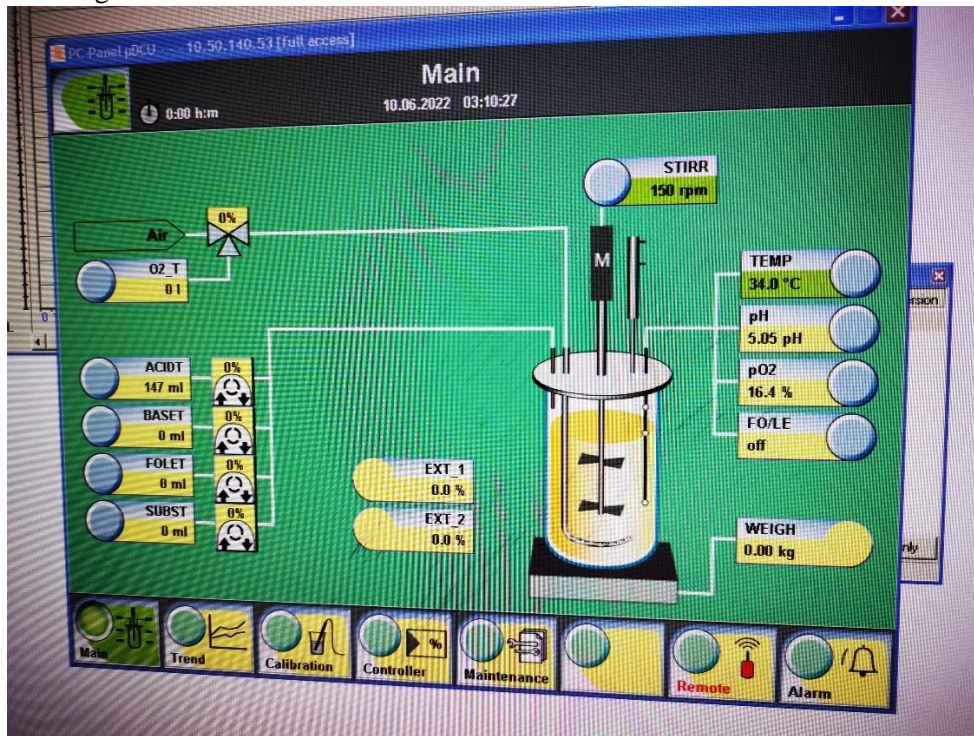 PC Panel µDCU - - - 10.50.140.53 [full access]
Main
0:00 h:m
10.06.2022 03:10:27
STIRR
150 rpm
0%
Air
O2_T
0 l
M
TEMP
34.0 °C
pH
5.05 pH
pO2
16.4 %
FO/LE
off
ACIDT
147 ml
0%
BASET
0 ml
0%
FOLET
0 ml
0%
SUBST
0 ml
0%
EXT_1
0.0 %
EXT_2
0.0 %
WEIGH
0.00 kg
Main
Trend
Calibration
%
Controller
Maintenance
Remote
Alarm